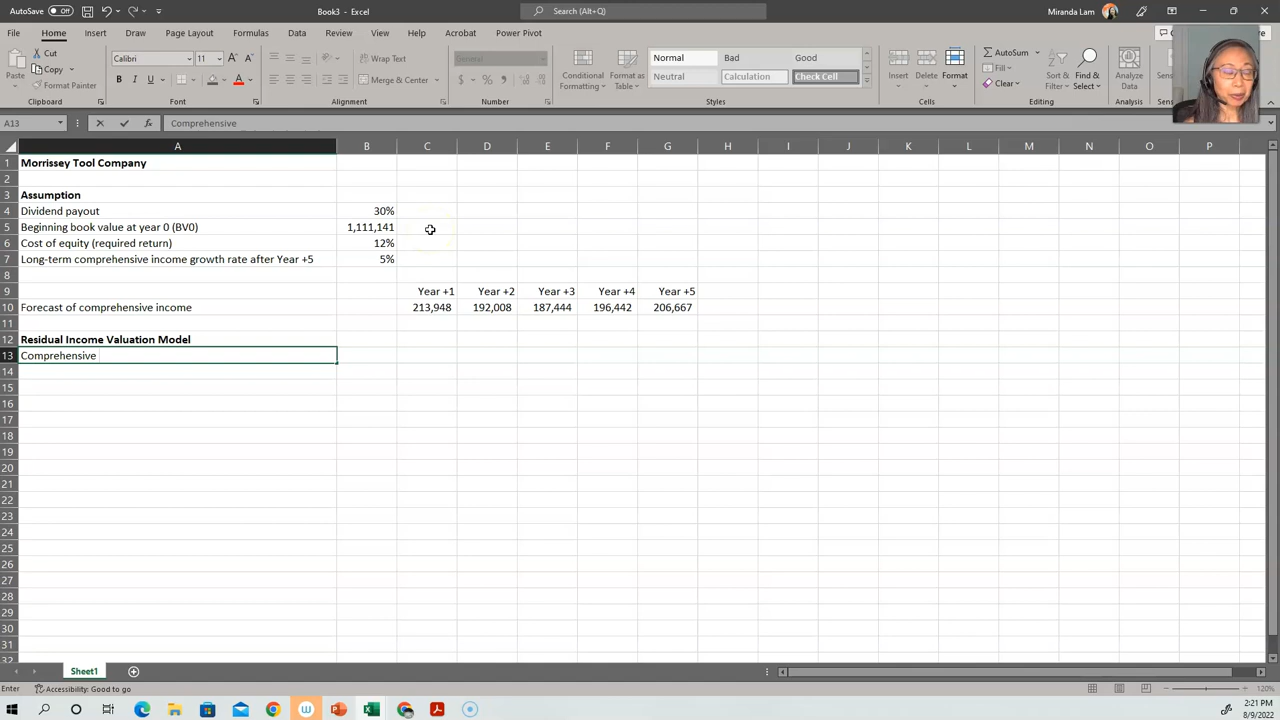 AutoSave Off Book3 - Excel Search (Alt+Q) Miranda Lam
File Home Insert Draw Page Layout Formulas Data Review View Help Acrobat Power Pivot
Paste Cut Copy Format Painter
Clipboard
Calibri 11
B I U
Font
Wrap Text
Merge & Center
Alignment
General
$ % 9
Number
Conditional Formatting Format as Table
Normal Bad Good
Neutral Calculation Check Cell
Styles
Insert Delete Format
Cells
AutoSum Fill Clear
Sort & Filter Find & Select
Editing
Analyze Data
Analysis
A13 fx Comprehensive
A B C D E F G H I J K L M N O P
1 Morrissey Tool Company
2
3 Assumption
4 Dividend payout 30%
5 Beginning book value at year 0 (BV0) 1,111,141
6 Cost of equity (required return) 12%
7 Long-term comprehensive income growth rate after Year +5 5%
8
9 Year +1 Year +2 Year +3 Year +4 Year +5
10 Forecast of comprehensive income 213,948 192,008 187,444 196,442 206,667
11
12 Residual Income Valuation Model
13 Comprehensive
14
15
16
17
18
19
20
21
22
23
24
25
26
27
28
29
30
31
32
Sheet1
Enter Accessibility: Good to go 120%
2:21 PM
8/9/2022